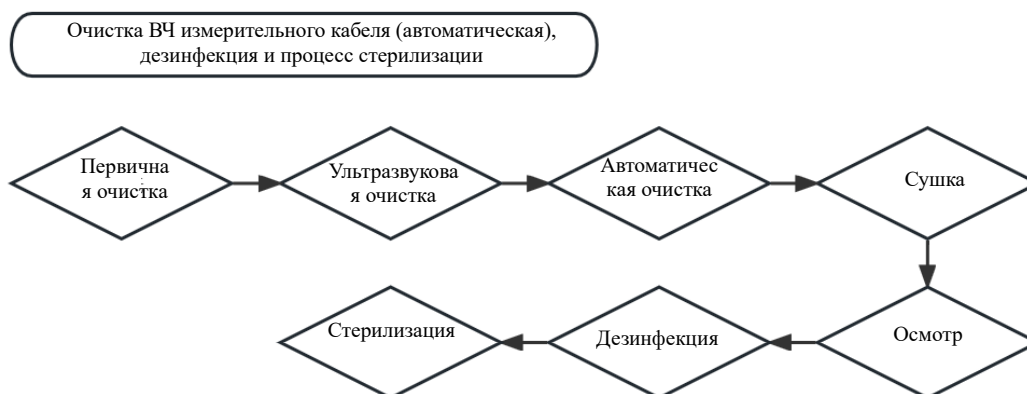 Очистка ВЧ измерительного кабеля (автоматическая),
дезинфекция и процесс стерилизации
Первична
я очистка
Ультразвукова
я очистка
Автоматичес
кая очистка
Сушка
Стерилизация
Дезинфекция
Осмотр